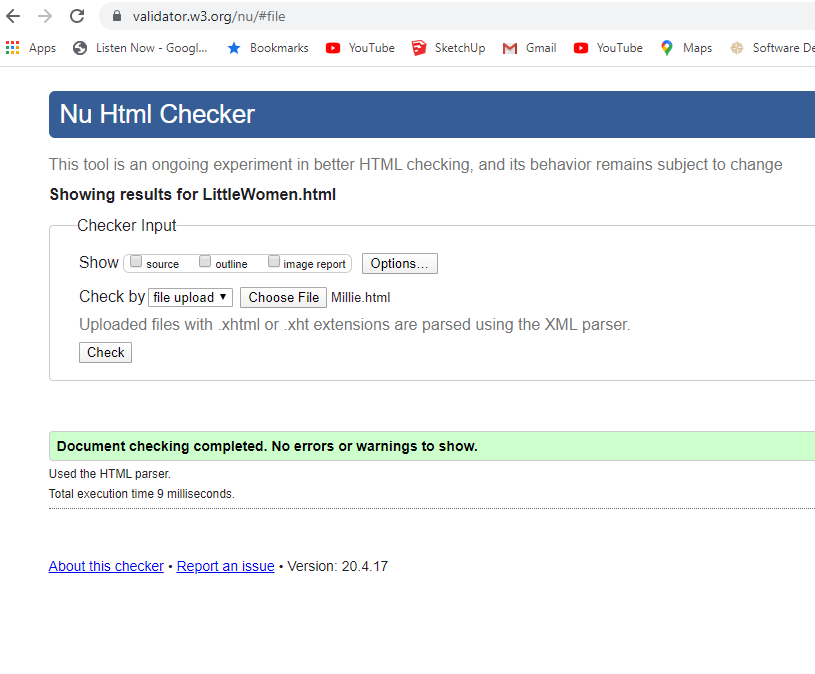 validator.w3.org/nu/#file
Apps Listen Now - Googl... Bookmarks YouTube SketchUp Gmail YouTube Maps Software De
Nu Html Checker
This tool is an ongoing experiment in better HTML checking, and its behavior remains subject to change
Showing results for LittleWomen.html
Checker Input
Show source outline image report Options...
Check by file upload Choose File Millie.html
Uploaded files with .xhtml or .xht extensions are parsed using the XML parser.
Check
Document checking completed. No errors or warnings to show.
Used the HTML parser.
Total execution time 9 milliseconds.
About this checker • Report an issue • Version: 20.4.17